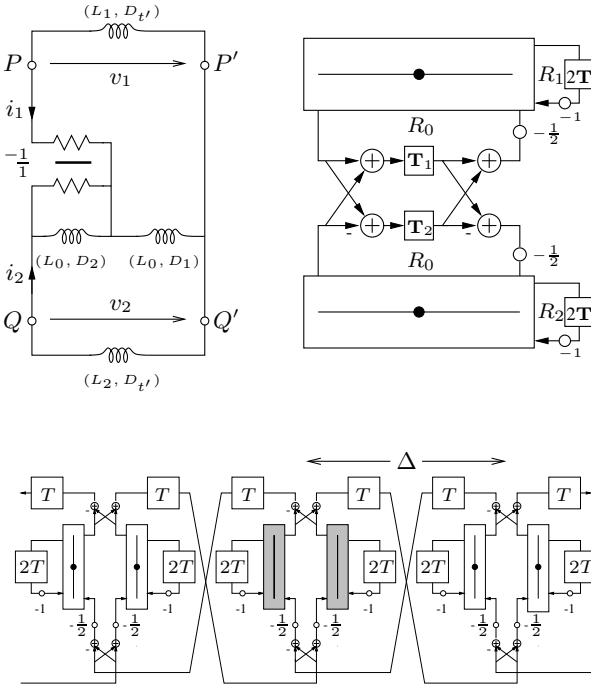 (L₁, D_t′)
P v₁ P′
i₁
−1/1
(L₀, D₂) (L₀, D₁)
i₂
Q v₂ Q′
(L₂, D_t′)
R₁ 2T
−1
R₀ −1/2
+ T₁ +
+ T₂ +
- -
R₀ −1/2
R₂ 2T
−1
Δ
T T T T T T
- - -
2T 2T 2T 2T 2T 2T
-1 -1 -1 -1 -1 -1
-1/2 -1/2 -1/2 -1/2 -1/2 -1/2
- - -